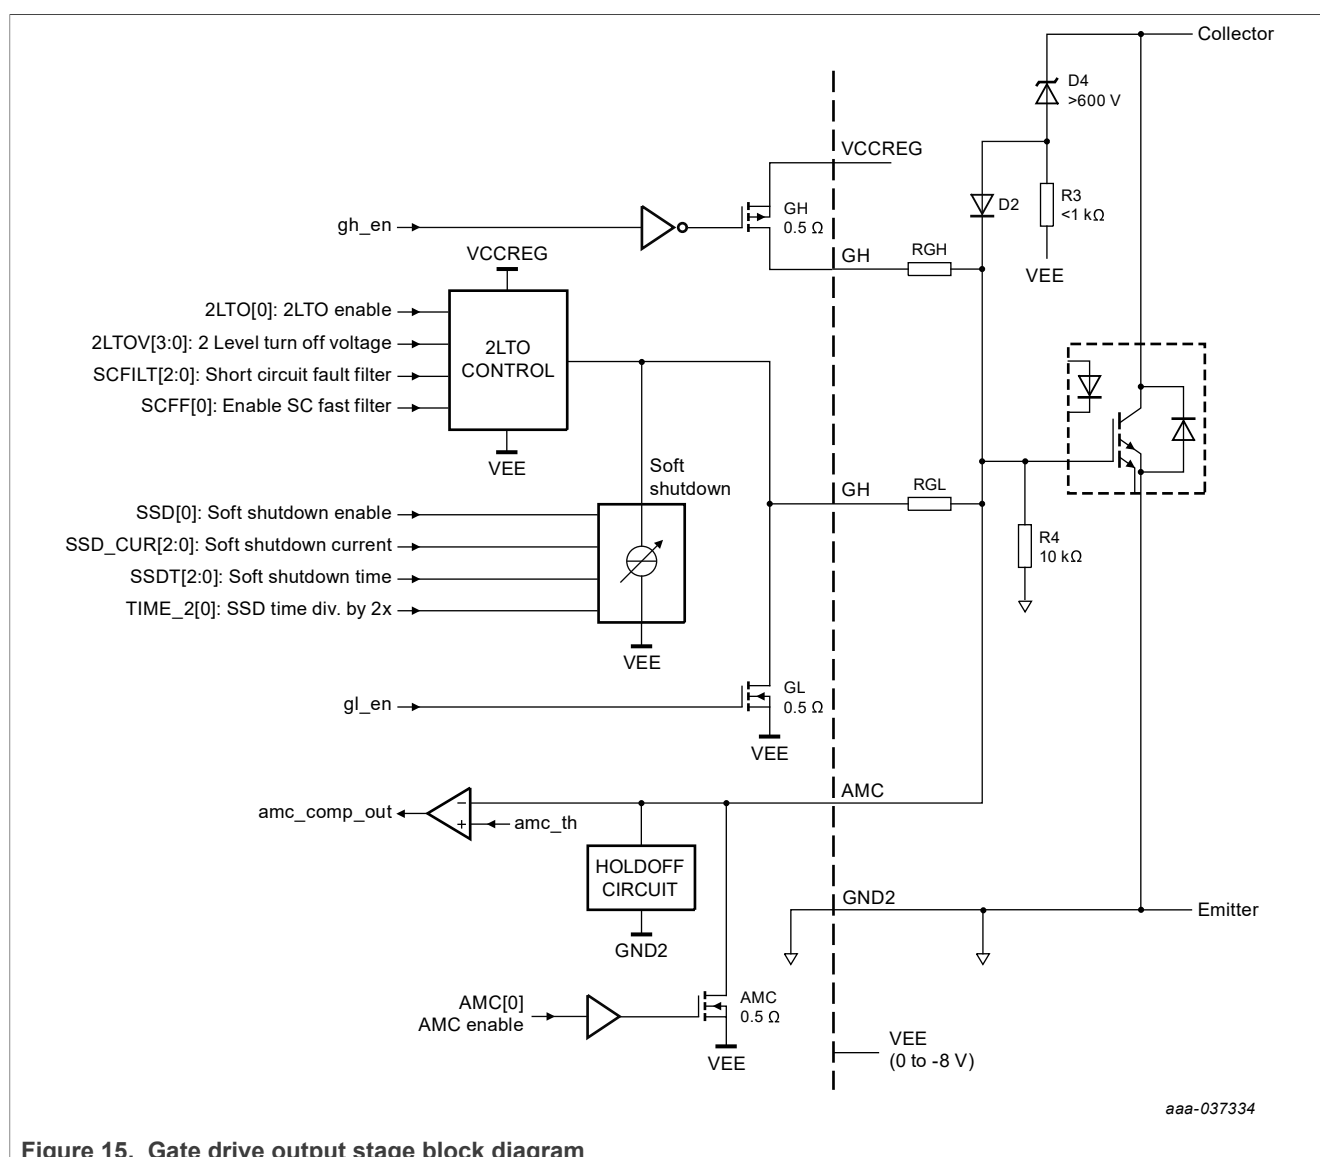 Collector
D4
>600 V
VCCREG
gh_en
GH
0.5 Ω
D2
R3
<1 kΩ
VCCREG
GH
RGH
VEE
2LTO[0]: 2LTO enable
2LTOV[3:0]: 2 Level turn off voltage
SCFILT[2:0]: Short circuit fault filter
SCFF[0]: Enable SC fast filter
2LTO
CONTROL
VEE
Soft
shutdown
GH
RGL
SSD[0]: Soft shutdown enable
SSD_CUR[2:0]: Soft shutdown current
SSDT[2:0]: Soft shutdown time
TIME_2[0]: SSD time div. by 2x
R4
10 kΩ
VEE
gl_en
GL
0.5 Ω
VEE
AMC
amc_comp_out
−
+
amc_th
HOLDOFF
CIRCUIT
GND2
GND2
Emitter
AMC[0]
AMC enable
AMC
0.5 Ω
VEE
VEE
(0 to -8 V)
aaa-037334
Figure 15. Gate drive output stage block diagram